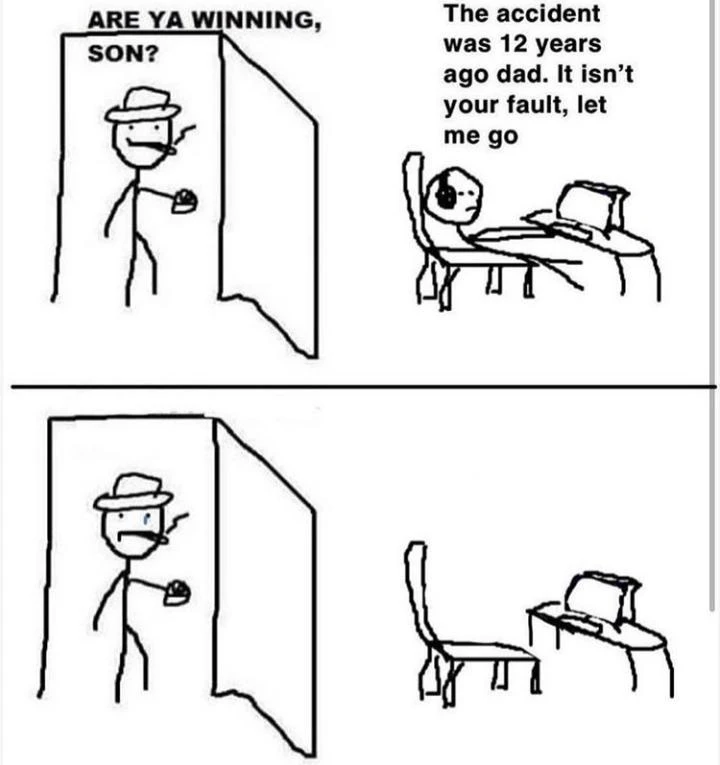 ARE YA WINNING,
SON?
The accident
was 12 years
ago dad. It isn't
your fault, let
me go